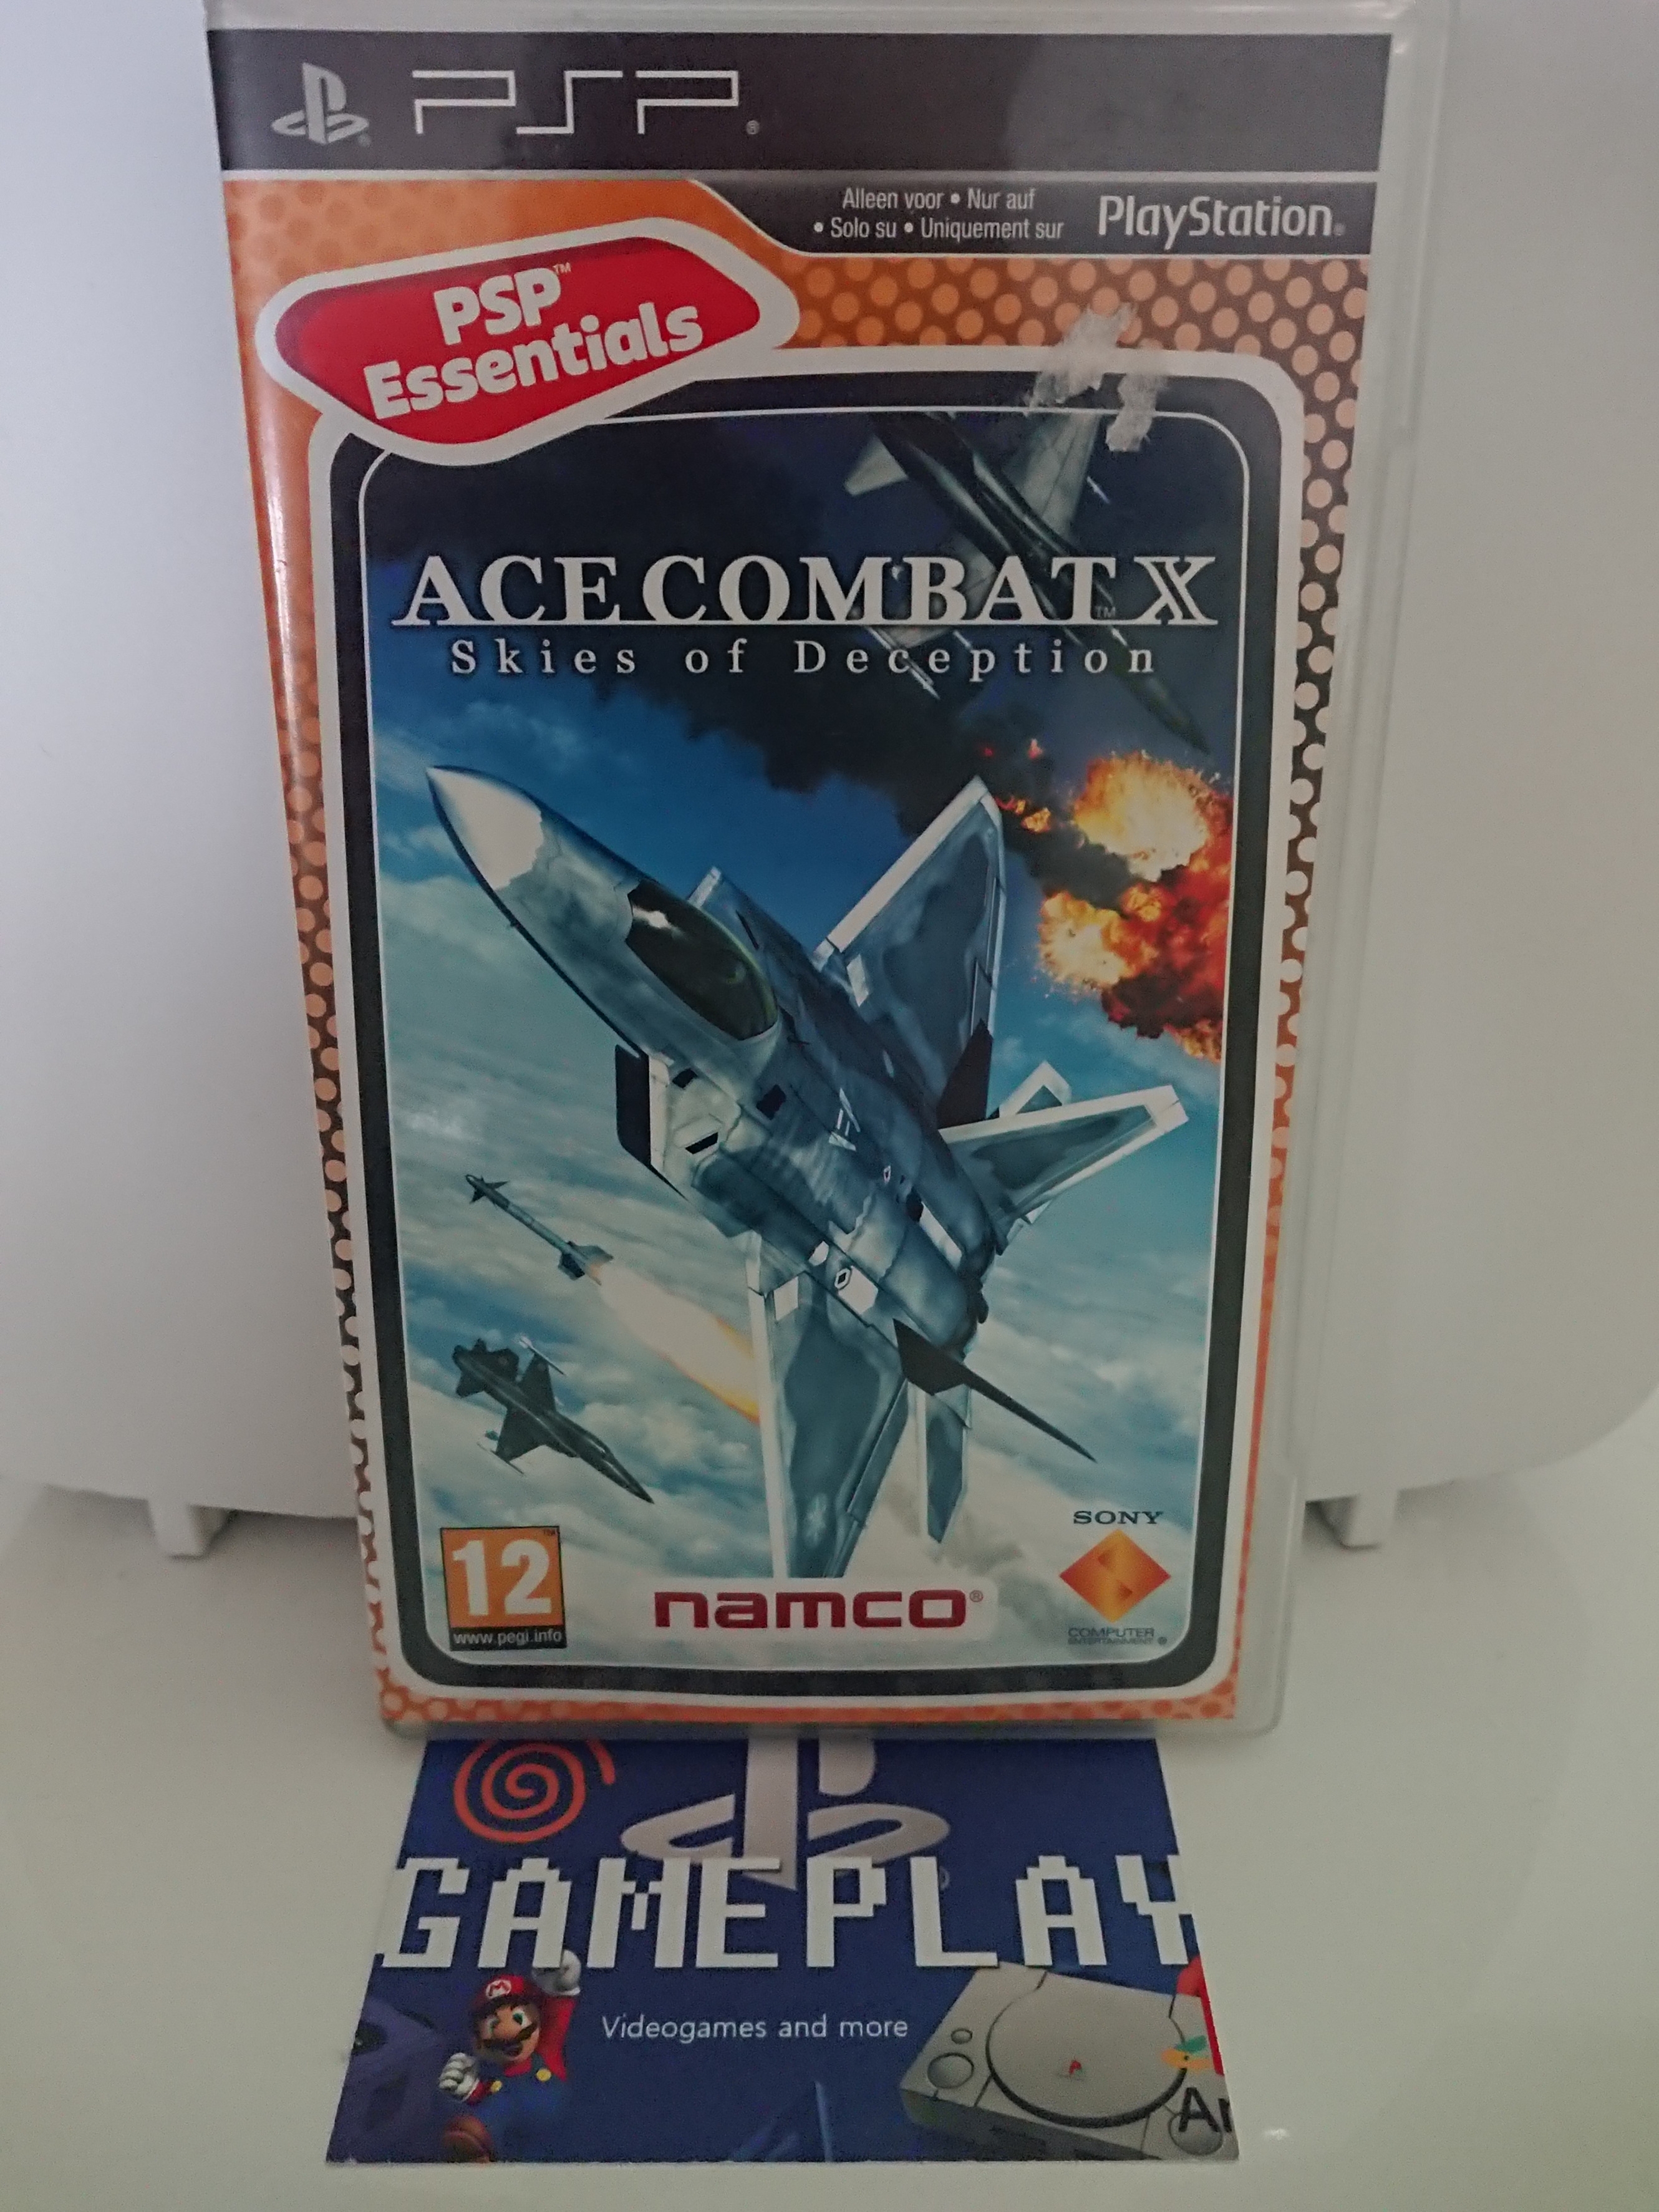 PSP®
Alleen voor • Nur auf
• Solo su • Uniquement sur
PlayStation®
PSP™
Essentials
ACE COMBAT X™
Skies of Deception
12™
www.pegi.info
namco®
SONY
COMPUTER
ENTERTAINMENT®
GAMEPLAY
Videogames and more